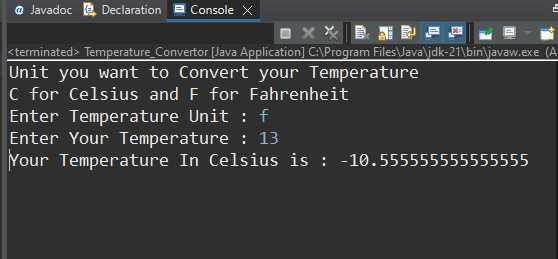 @ Javadoc Declaration Console ×
<terminated> Temperature_Convertor [Java Application] C:\Program Files\Java\jdk-21\bin\javaw.exe (A
Unit you want to Convert your Temperature
C for Celsius and F for Fahrenheit
Enter Temperature Unit : f
Enter Your Temperature : 13
Your Temperature In Celsius is : -10.555555555555555